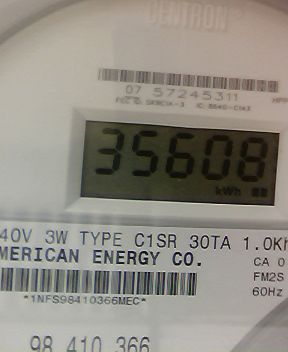 CENTRON
07 57245311
35608
kWh
40V 3W TYPE C1SR 30TA 1.0Kh
MERICAN ENERGY CO.
CA 0
FM2S
60Hz
*1NFS98410366MEC*
98 410 366